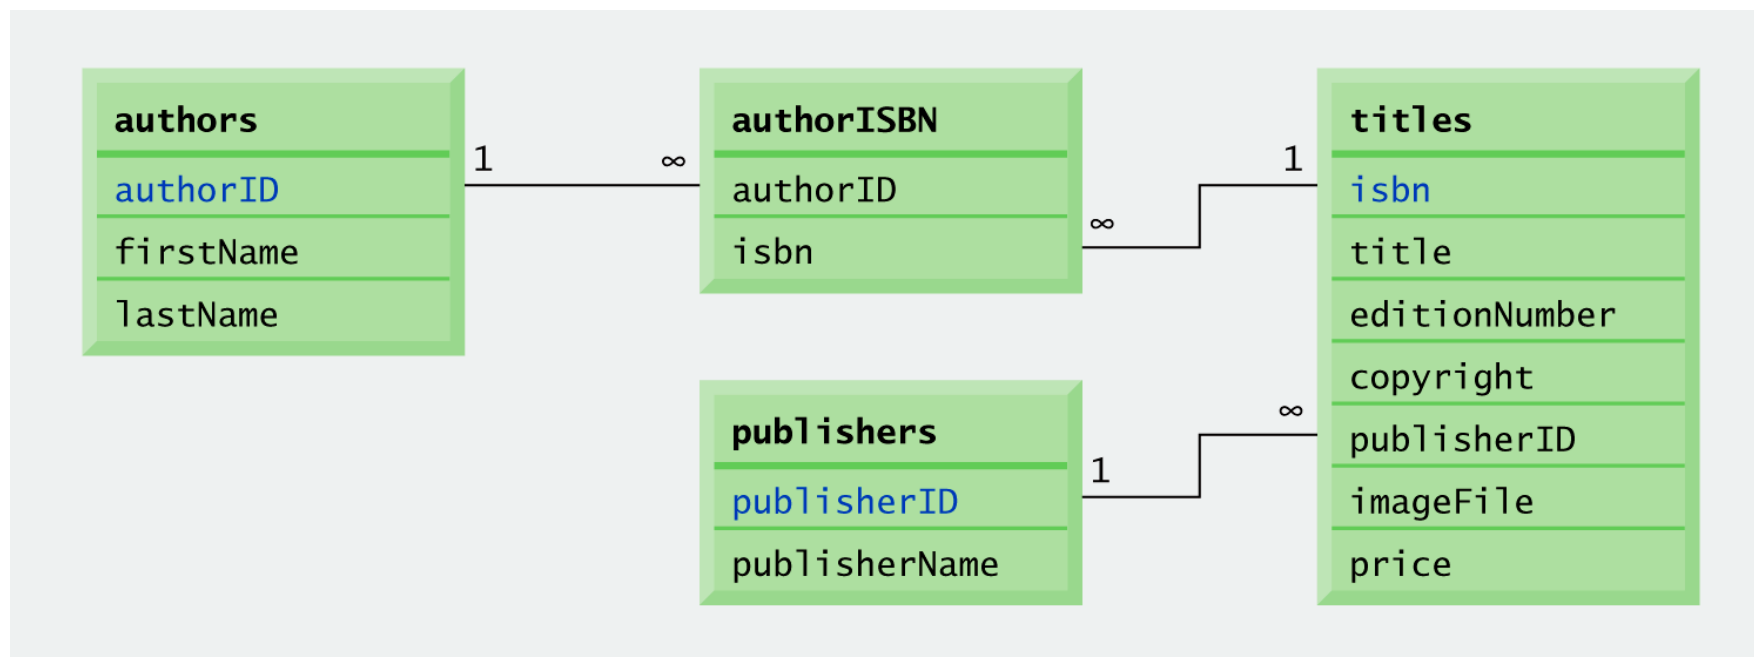 authors
authorID
firstName
lastName
1
∞
authorISBN
authorID
isbn
∞
1
publishers
publisherID
publisherName
1
∞
titles
isbn
title
editionNumber
copyright
publisherID
imageFile
price